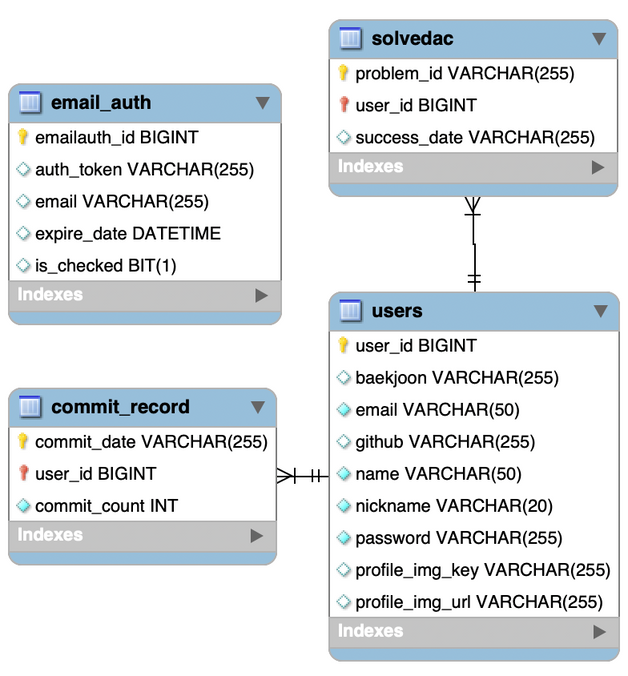 solvedac
problem_id VARCHAR(255)
user_id BIGINT
success_date VARCHAR(255)
Indexes
email_auth
emailauth_id BIGINT
auth_token VARCHAR(255)
email VARCHAR(255)
expire_date DATETIME
is_checked BIT(1)
Indexes
users
user_id BIGINT
baekjoon VARCHAR(255)
email VARCHAR(50)
github VARCHAR(255)
name VARCHAR(50)
nickname VARCHAR(20)
password VARCHAR(255)
profile_img_key VARCHAR(255)
profile_img_url VARCHAR(255)
Indexes
commit_record
commit_date VARCHAR(255)
user_id BIGINT
commit_count INT
Indexes